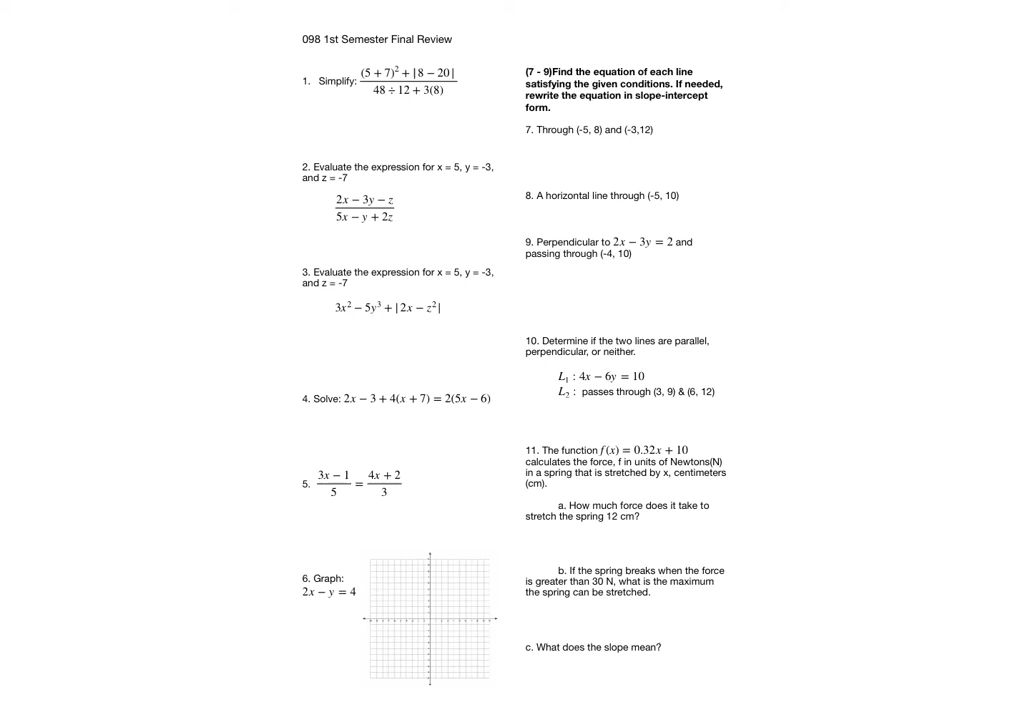 098 1st Semester Final Review
1. Simplify: \frac{(5 + 7)^2 + |8 − 20|}{48 ÷ 12 + 3(8)}
2. Evaluate the expression for x = 5, y = -3,
and z = -7
\frac{2x − 3y − z}{5x − y + 2z}
3. Evaluate the expression for x = 5, y = -3,
and z = -7
3x² − 5y³ + |2x − z²|
4. Solve: 2x − 3 + 4(x + 7) = 2(5x − 6)
5. \frac{3x − 1}{5} = \frac{4x + 2}{3}
6. Graph:
2x − y = 4
(7 - 9)Find the equation of each line
satisfying the given conditions. If needed,
rewrite the equation in slope-intercept
form.
7. Through (-5, 8) and (-3,12)
8. A horizontal line through (-5, 10)
9. Perpendicular to 2x − 3y = 2 and
passing through (-4, 10)
10. Determine if the two lines are parallel,
perpendicular, or neither.
L₁ : 4x − 6y = 10
L₂ : passes through (3, 9) & (6, 12)
11. The function f(x) = 0.32x + 10
calculates the force, f in units of Newtons(N)
in a spring that is stretched by x, centimeters
(cm).
a. How much force does it take to
stretch the spring 12 cm?
b. If the spring breaks when the force
is greater than 30 N, what is the maximum
the spring can be stretched.
c. What does the slope mean?